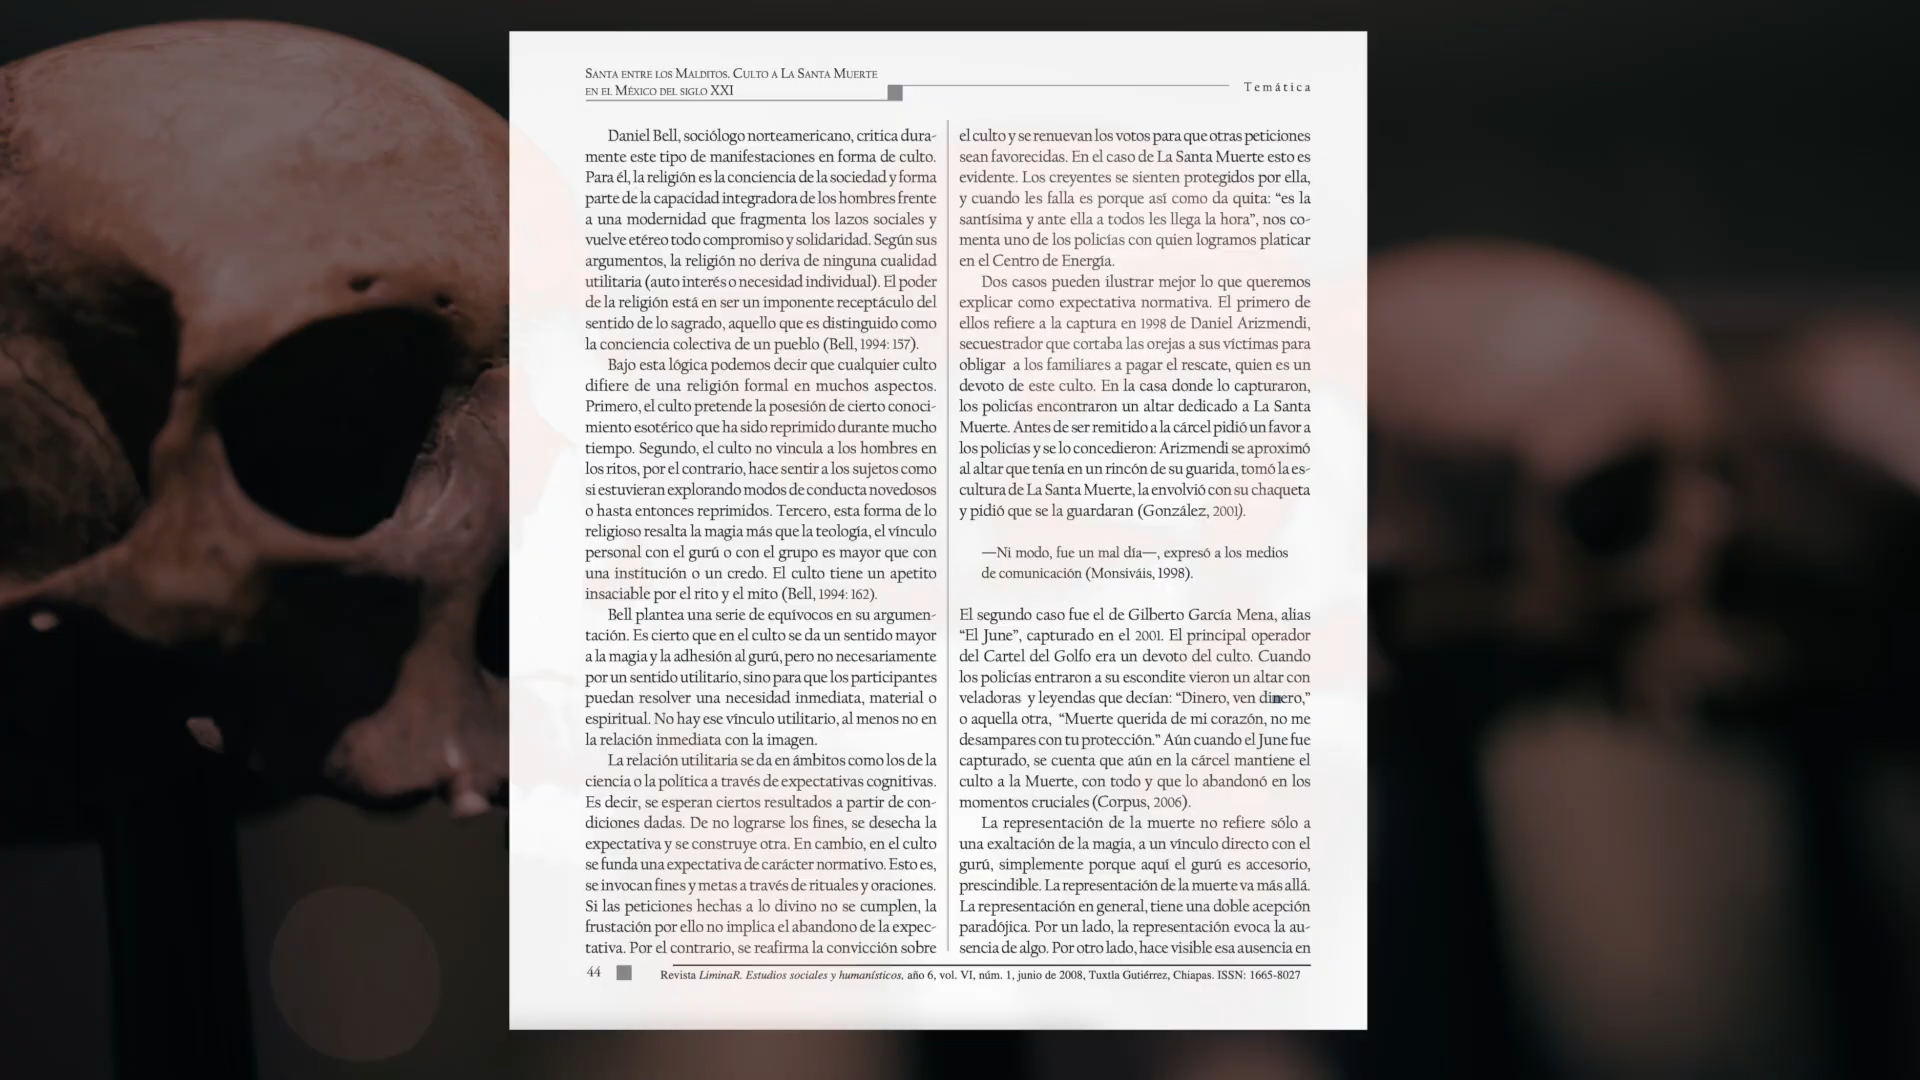 SANTA ENTRE LOS MALDITOS. CULTO A LA SANTA MUERTE
EN EL MÉXICO DEL SIGLO XXI
Temática
Daniel Bell, sociólogo norteamericano, critica dura-
mente este tipo de manifestaciones en forma de culto.
Para él, la religión es la conciencia de la sociedad y forma
parte de la capacidad integradora de los hombres frente
a una modernidad que fragmenta los lazos sociales y
vuelve etéreo todo compromiso y solidaridad. Según sus
argumentos, la religión no deriva de ninguna cualidad
utilitaria (auto interés o necesidad individual). El poder
de la religión está en ser un imponente receptáculo del
sentido de lo sagrado, aquello que es distinguido como
la conciencia colectiva de un pueblo (Bell, 1994: 157).
Bajo esta lógica podemos decir que cualquier culto
difiere de una religión formal en muchos aspectos.
Primero, el culto pretende la posesión de cierto conoci-
miento esotérico que ha sido reprimido durante mucho
tiempo. Segundo, el culto no vincula a los hombres en
los ritos, por el contrario, hace sentir a los sujetos como
si estuvieran explorando modos de conducta novedosos
o hasta entonces reprimidos. Tercero, esta forma de lo
religioso resalta la magia más que la teología, el vínculo
personal con el gurú o con el grupo es mayor que con
una institución o un credo. El culto tiene un apetito
insaciable por el rito y el mito (Bell, 1994: 162).
Bell plantea una serie de equívocos en su argumen-
tación. Es cierto que en el culto se da un sentido mayor
a la magia y la adhesión al gurú, pero no necesariamente
por un sentido utilitario, sino para que los participantes
puedan resolver una necesidad inmediata, material o
espiritual. No hay ese vínculo utilitario, al menos no en
la relación inmediata con la imagen.
La relación utilitaria se da en ámbitos como los de la
ciencia o la política a través de expectativas cognitivas.
Es decir, se esperan ciertos resultados a partir de con-
diciones dadas. De no lograrse los fines, se desecha la
expectativa y se construye otra. En cambio, en el culto
se funda una expectativa de carácter normativo. Esto es,
se invocan fines y metas a través de rituales y oraciones.
Si las peticiones hechas a lo divino no se cumplen, la
frustación por ello no implica el abandono de la expec-
tativa. Por el contrario, se reafirma la convicción sobre
el culto y se renuevan los votos para que otras peticiones
sean favorecidas. En el caso de La Santa Muerte esto es
evidente. Los creyentes se sienten protegidos por ella,
y cuando les falla es porque así como da quita: “es la
santísima y ante ella a todos les llega la hora”, nos co-
menta uno de los policías con quien logramos platicar
en el Centro de Energía.
Dos casos pueden ilustrar mejor lo que queremos
explicar como expectativa normativa. El primero de
ellos refiere a la captura en 1998 de Daniel Arizmendi,
secuestrador que cortaba las orejas a sus víctimas para
obligar a los familiares a pagar el rescate, quien es un
devoto de este culto. En la casa donde lo capturaron,
los policías encontraron un altar dedicado a La Santa
Muerte. Antes de ser remitido a la cárcel pidió un favor a
los policías y se lo concedieron: Arizmendi se aproximó
al altar que tenía en un rincón de su guarida, tomó la es-
cultura de La Santa Muerte, la envolvió con su chaqueta
y pidió que se la guardaran (González, 2001).
—Ni modo, fue un mal día—, expresó a los medios
de comunicación (Monsiváis, 1998).
El segundo caso fue el de Gilberto García Mena, alias
“El June”, capturado en el 2001. El principal operador
del Cartel del Golfo era un devoto del culto. Cuando
los policías entraron a su escondite vieron un altar con
veladoras y leyendas que decían: “Dinero, ven dinero,”
o aquella otra, “Muerte querida de mi corazón, no me
desampares con tu protección.” Aún cuando el June fue
capturado, se cuenta que aún en la cárcel mantiene el
culto a la Muerte, con todo y que lo abandonó en los
momentos cruciales (Corpus, 2006).
La representación de la muerte no refiere sólo a
una exaltación de la magia, a un vínculo directo con el
gurú, simplemente porque aquí el gurú es accesorio,
prescindible. La representación de la muerte va más allá.
La representación en general, tiene una doble acepción
paradójica. Por un lado, la representación evoca la au-
sencia de algo. Por otro lado, hace visible esa ausencia en
44
Revista LiminaR. Estudios sociales y humanísticos, año 6, vol. VI, núm. 1, junio de 2008, Tuxtla Gutiérrez, Chiapas. ISSN: 1665-8027